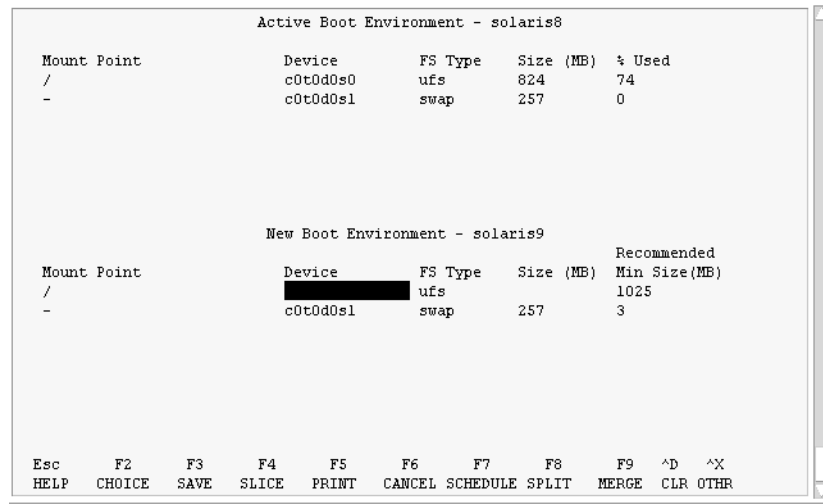 Active Boot Environment - solaris8
Mount Point Device FS Type Size (MB) % Used
/ c0t0d0s0 ufs 824 74
- c0t0d0s1 swap 257 0
New Boot Environment - solaris9
Recommended
Mount Point Device FS Type Size (MB) Min Size(MB)
/ ufs 1025
- c0t0d0s1 swap 257 3
Esc F2 F3 F4 F5 F6 F7 F8 F9 ^D ^X
HELP CHOICE SAVE SLICE PRINT CANCEL SCHEDULE SPLIT MERGE CLR OTHR